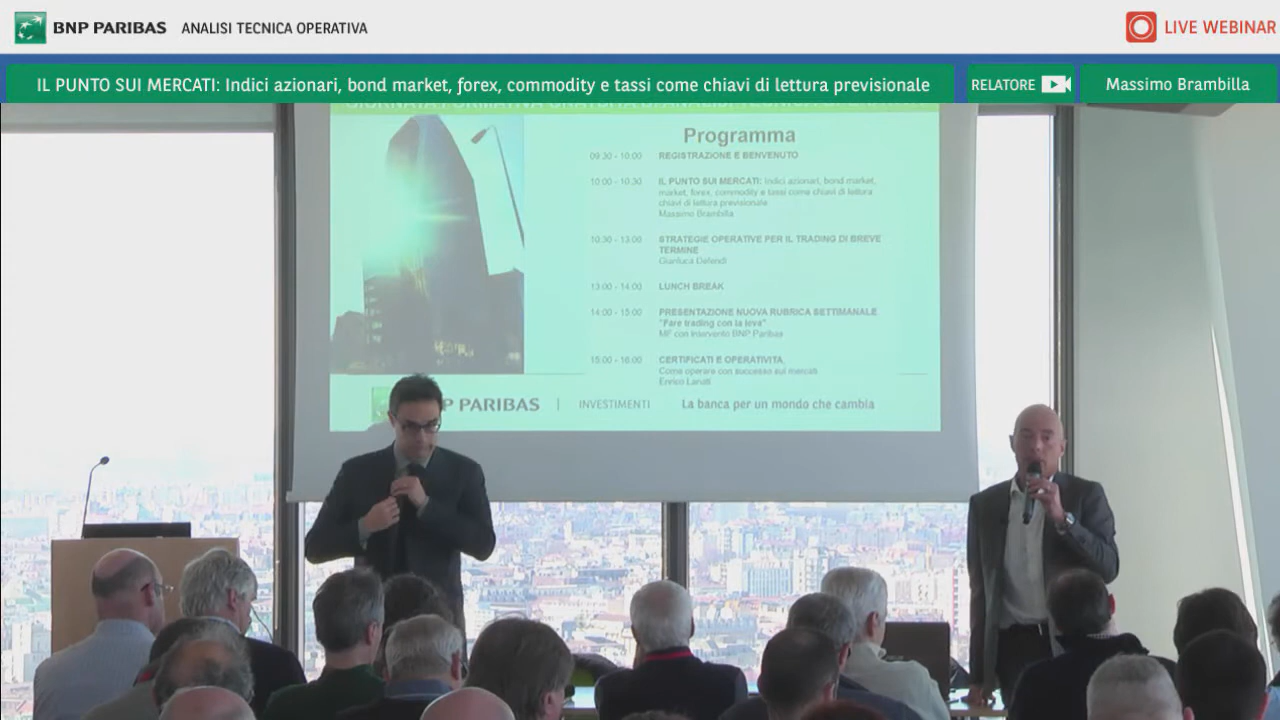 BNP PARIBAS ANALISI TECNICA OPERATIVA
LIVE WEBINAR
IL PUNTO SUI MERCATI: Indici azionari, bond market, forex, commodity e tassi come chiavi di lettura previsionale
RELATORE
Massimo Brambilla
Programma
09:30 - 10:00 REGISTRAZIONE E BENVENUTO
10:00 - 10:30 IL PUNTO SUI MERCATI: Indici azionari, bond market,
market, forex, commodity e tassi come chiavi di lettura
chiavi di lettura previsionale
Massimo Brambilla
10:30 - 13:00 STRATEGIE OPERATIVE PER IL TRADING DI BREVE
TERMINE
Gianluca Defendi
13:00 - 14:00 LUNCH BREAK
14:00 - 15:00 PRESENTAZIONE NUOVA RUBRICA SETTIMANALE
"Fare trading con la leva"
MF con intervento BNP Paribas
15:00 - 16:00 CERTIFICATI E OPERATIVITA
Come operare con successo sui mercati
Enrico Lanati
P PARIBAS | INVESTIMENTI La banca per un mondo che cambia